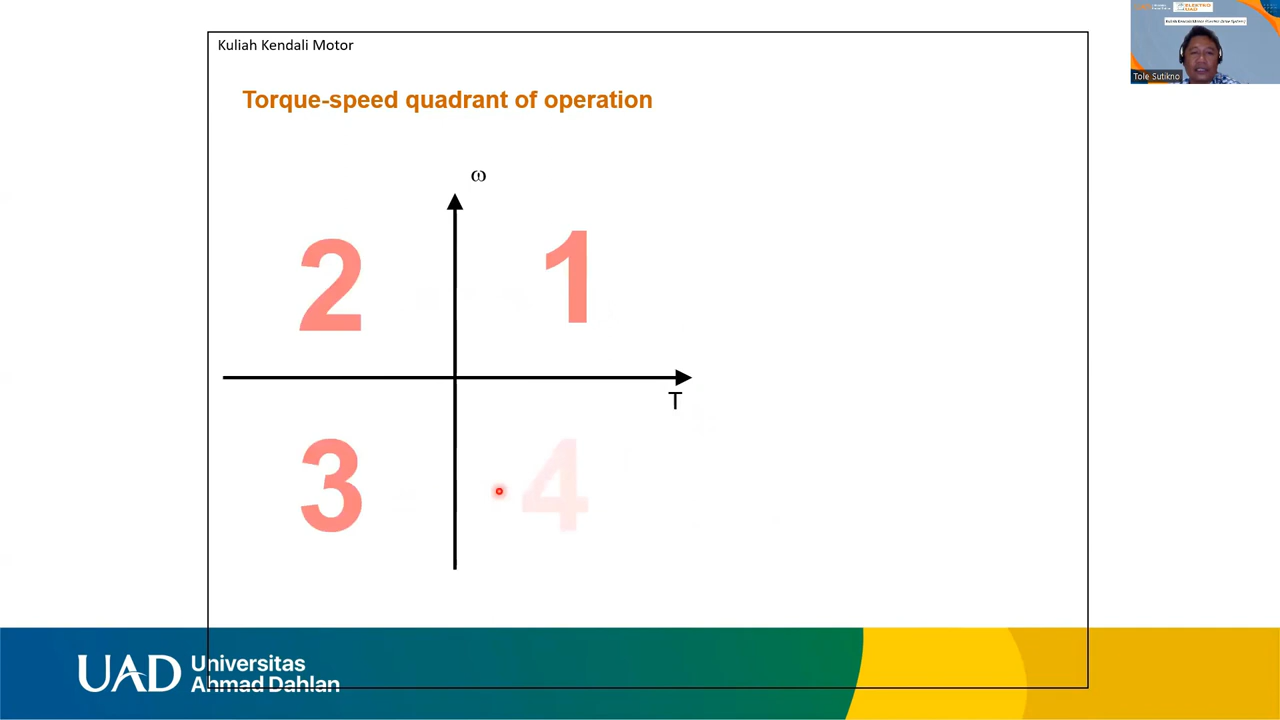 Kuliah Kendali Motor
Torque-speed quadrant of operation
ω
2
1
T
3
4
UAD
Universitas
Ahmad Dahlan
Tole Sutikno